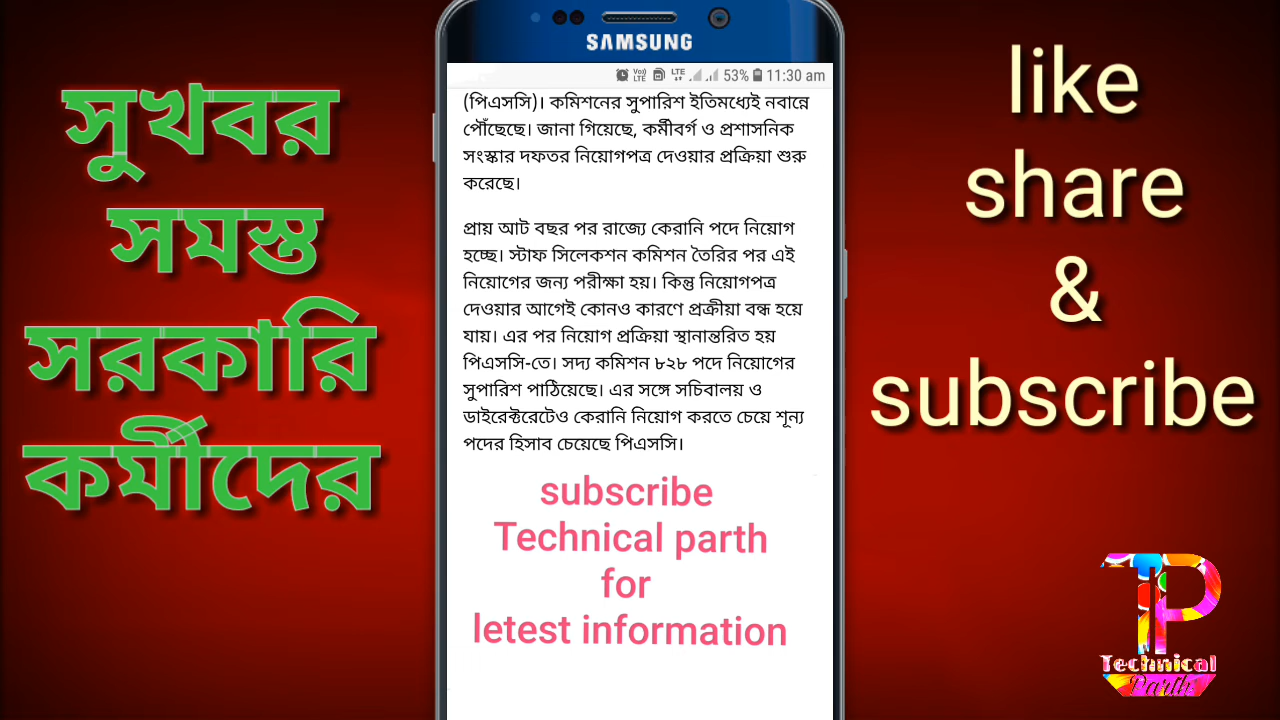 সুখবর
সমস্ত
সরকারি
কর্মীদের
SAMSUNG
Vo) LTE LTE 53% 11:30 am
(পিএসসি)। কমিশনের সুপারিশ ইতিমধ্যেই নবান্নে
পৌঁছেছে। জানা গিয়েছে, কর্মীবর্গ ও প্রশাসনিক
সংস্কার দফতর নিয়োগপত্র দেওয়ার প্রক্রিয়া শুরু
করেছে।
প্রায় আট বছর পর রাজ্যে কেরানি পদে নিয়োগ
হচ্ছে। স্টাফ সিলেকশন কমিশন তৈরির পর এই
নিয়োগের জন্য পরীক্ষা হয়। কিন্তু নিয়োগপত্র
দেওয়ার আগেই কোনও কারণে প্রক্রীয়া বন্ধ হয়ে
যায়। এর পর নিয়োগ প্রক্রিয়া স্থানান্তরিত হয়
পিএসসি-তে। সদ্য কমিশন ৮২৮ পদে নিয়োগের
সুপারিশ পাঠিয়েছে। এর সঙ্গে সচিবালয় ও
ডাইরেক্টরেটেও কেরানি নিয়োগ করতে চেয়ে শূন্য
পদের হিসাব চেয়েছে পিএসসি।
subscribe
Technical parth
for
letest information
like
share
&
subscribe
TP
Technical
Parth